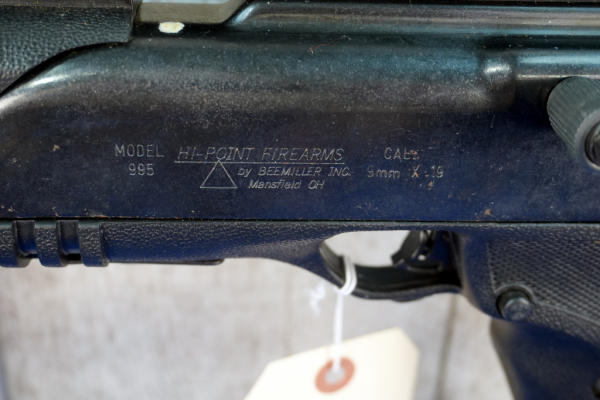 MODEL HI-POINT FIREARMS CAL:
995 by BEEMILLER INC. 9mm X 19
Mansfield OH